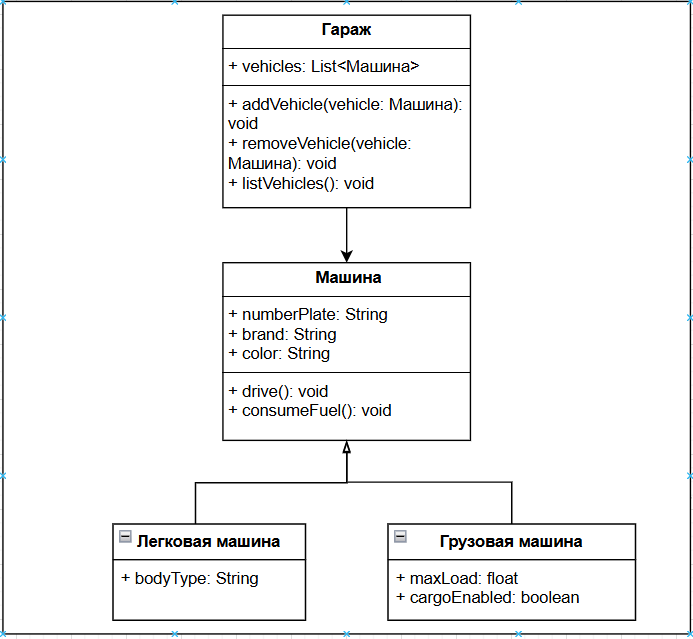 Гараж
+ vehicles: List<Машина>
+ addVehicle(vehicle: Машина):
void
+ removeVehicle(vehicle:
Машина): void
+ listVehicles(): void
Машина
+ numberPlate: String
+ brand: String
+ color: String
+ drive(): void
+ consumeFuel(): void
Легковая машина
+ bodyType: String
Грузовая машина
+ maxLoad: float
+ cargoEnabled: boolean